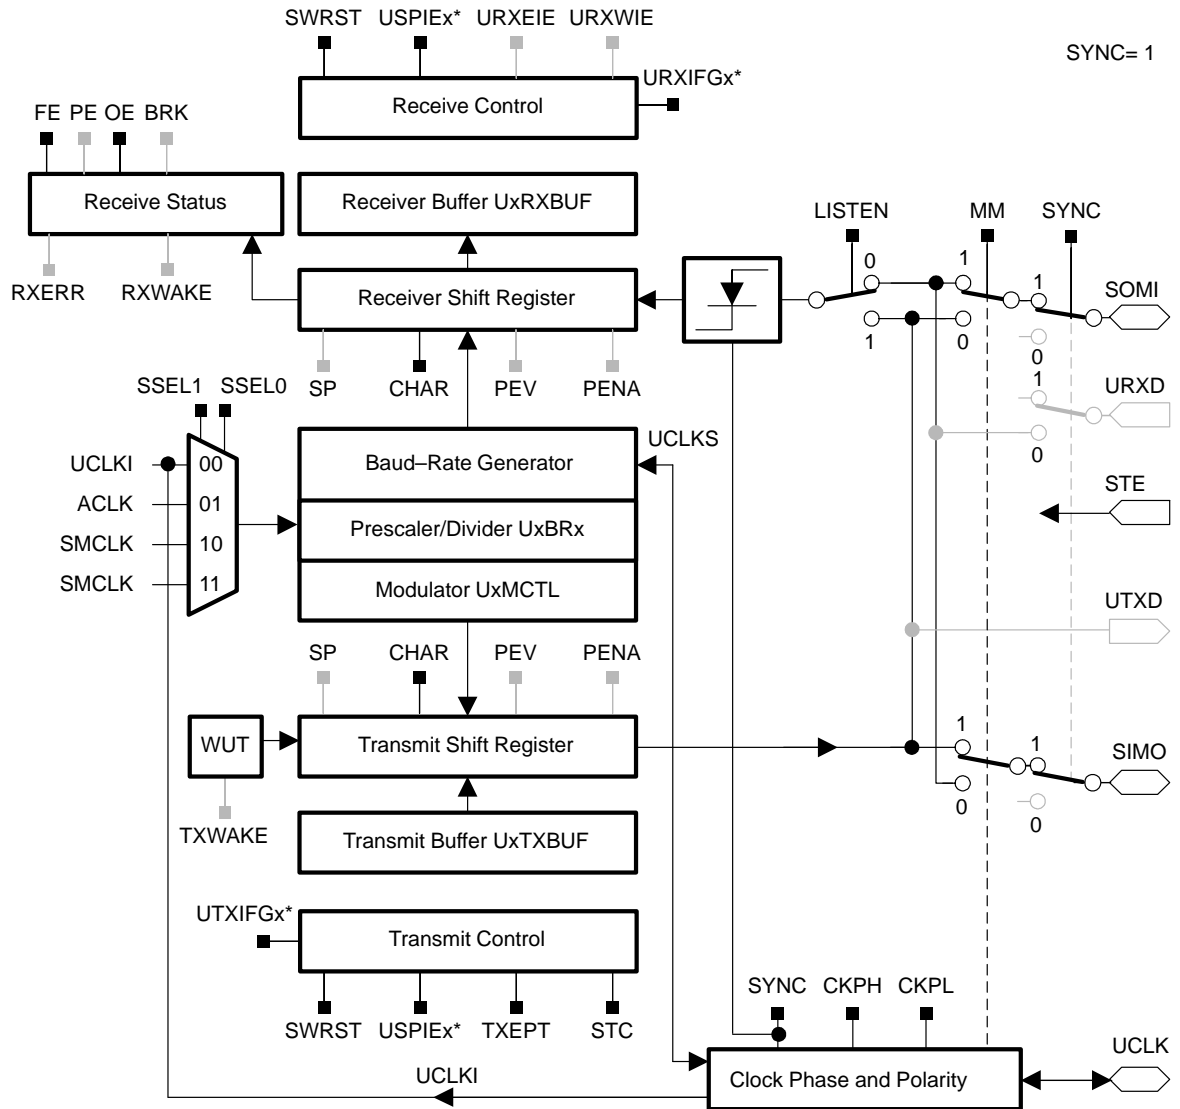 SWRST USPIEx* URXEIE URXWIE
SYNC= 1
Receive Control
URXIFGx*
FE PE OE BRK
Receive Status
Receiver Buffer UxRXBUF
LISTEN MM SYNC
0 1 1
RXERR RXWAKE
Receiver Shift Register
SOMI
1 0 0
SP CHAR PEV PENA
SSEL1 SSEL0
1
URXD
0
UCLKS
UCLKI 00
Baud–Rate Generator
ACLK 01
STE
Prescaler/Divider UxBRx
SMCLK 10
SMCLK 11
Modulator UxMCTL
UTXD
SP CHAR PEV PENA
WUT
Transmit Shift Register
1 1
SIMO
0 0
TXWAKE
Transmit Buffer UxTXBUF
UTXIFGx*
Transmit Control
SYNC CKPH CKPL
SWRST USPIEx* TXEPT STC
UCLK
UCLKI
Clock Phase and Polarity